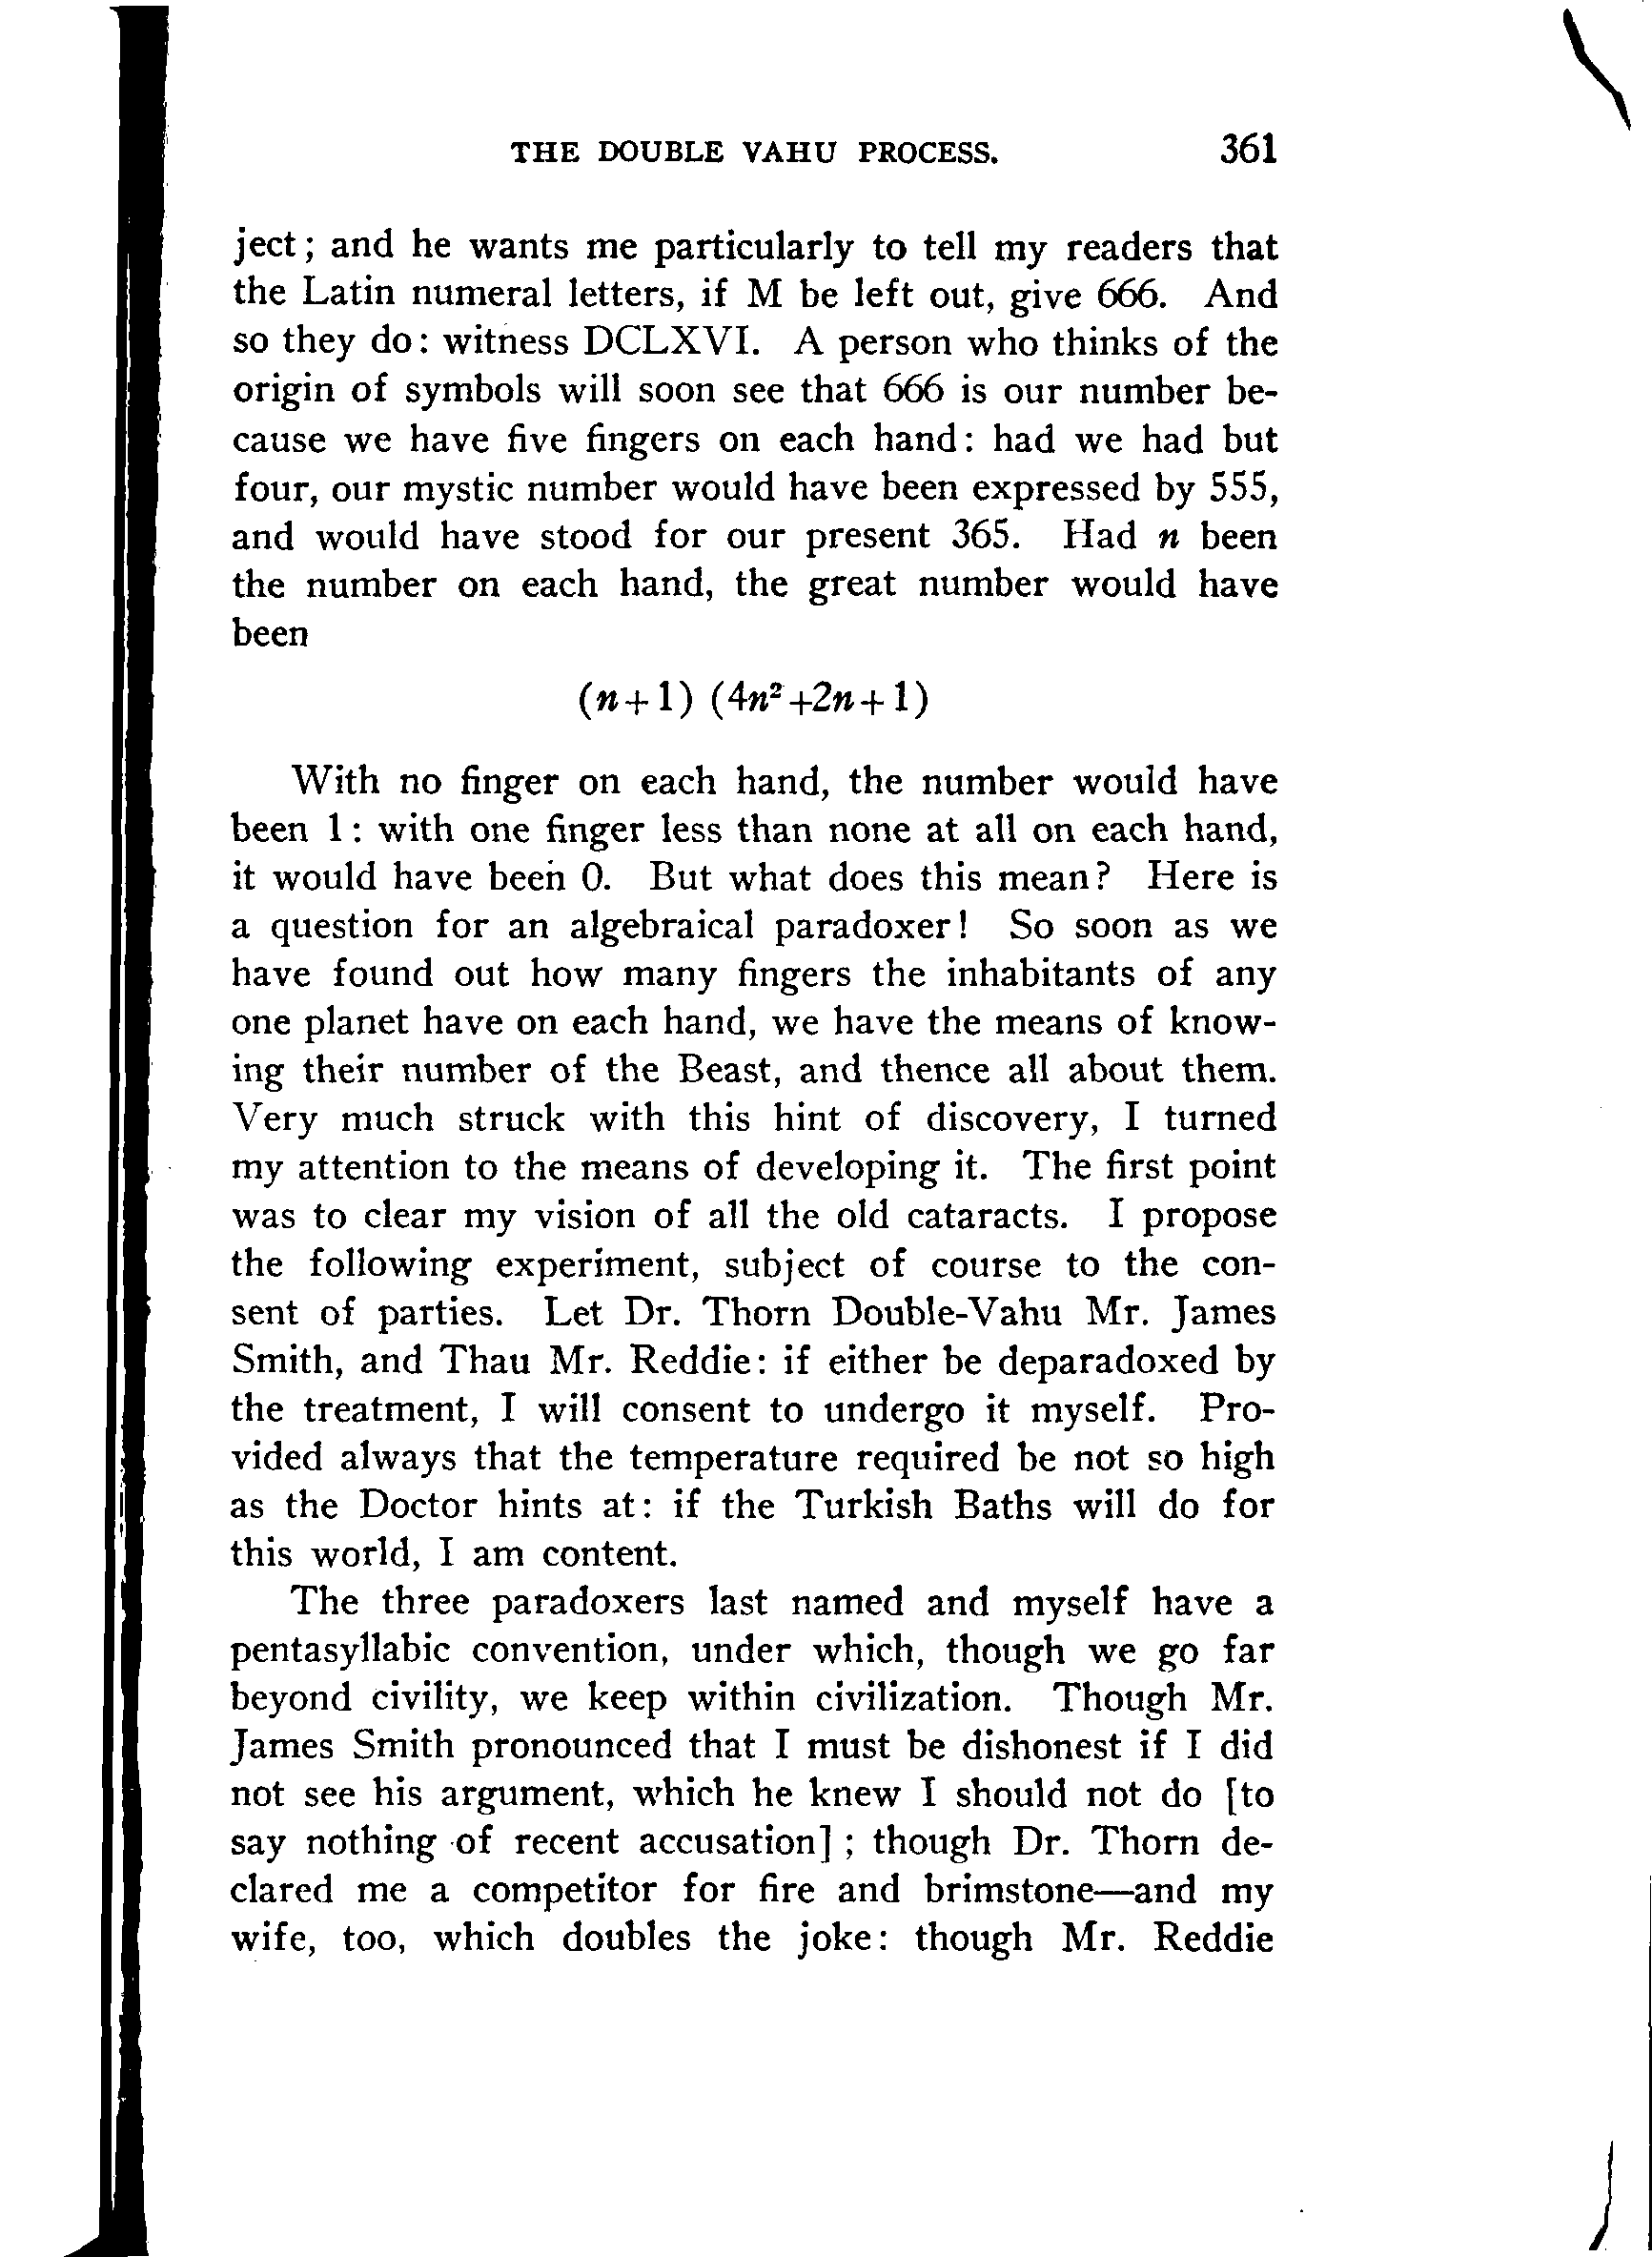 THE DOUBLE VAHU PROCESS. 361
ject; and he wants me particularly to tell my readers that
the Latin numeral letters, if M be left out, give 666. And
so they do: witness DCLXVI. A person who thinks of the
origin of symbols will soon see that 666 is our number be-
cause we have five fingers on each hand: had we had but
four, our mystic number would have been expressed by 555,
and would have stood for our present 365. Had n been
the number on each hand, the great number would have
been
(n+1) (4n²+2n+1)
With no finger on each hand, the number would have
been 1: with one finger less than none at all on each hand,
it would have been 0. But what does this mean? Here is
a question for an algebraical paradoxer! So soon as we
have found out how many fingers the inhabitants of any
one planet have on each hand, we have the means of know-
ing their number of the Beast, and thence all about them.
Very much struck with this hint of discovery, I turned
my attention to the means of developing it. The first point
was to clear my vision of all the old cataracts. I propose
the following experiment, subject of course to the con-
sent of parties. Let Dr. Thorn Double-Vahu Mr. James
Smith, and Thau Mr. Reddie: if either be deparadoxed by
the treatment, I will consent to undergo it myself. Pro-
vided always that the temperature required be not so high
as the Doctor hints at: if the Turkish Baths will do for
this world, I am content.
The three paradoxers last named and myself have a
pentasyllabic convention, under which, though we go far
beyond civility, we keep within civilization. Though Mr.
James Smith pronounced that I must be dishonest if I did
not see his argument, which he knew I should not do [to
say nothing of recent accusation]; though Dr. Thorn de-
clared me a competitor for fire and brimstone—and my
wife, too, which doubles the joke: though Mr. Reddie